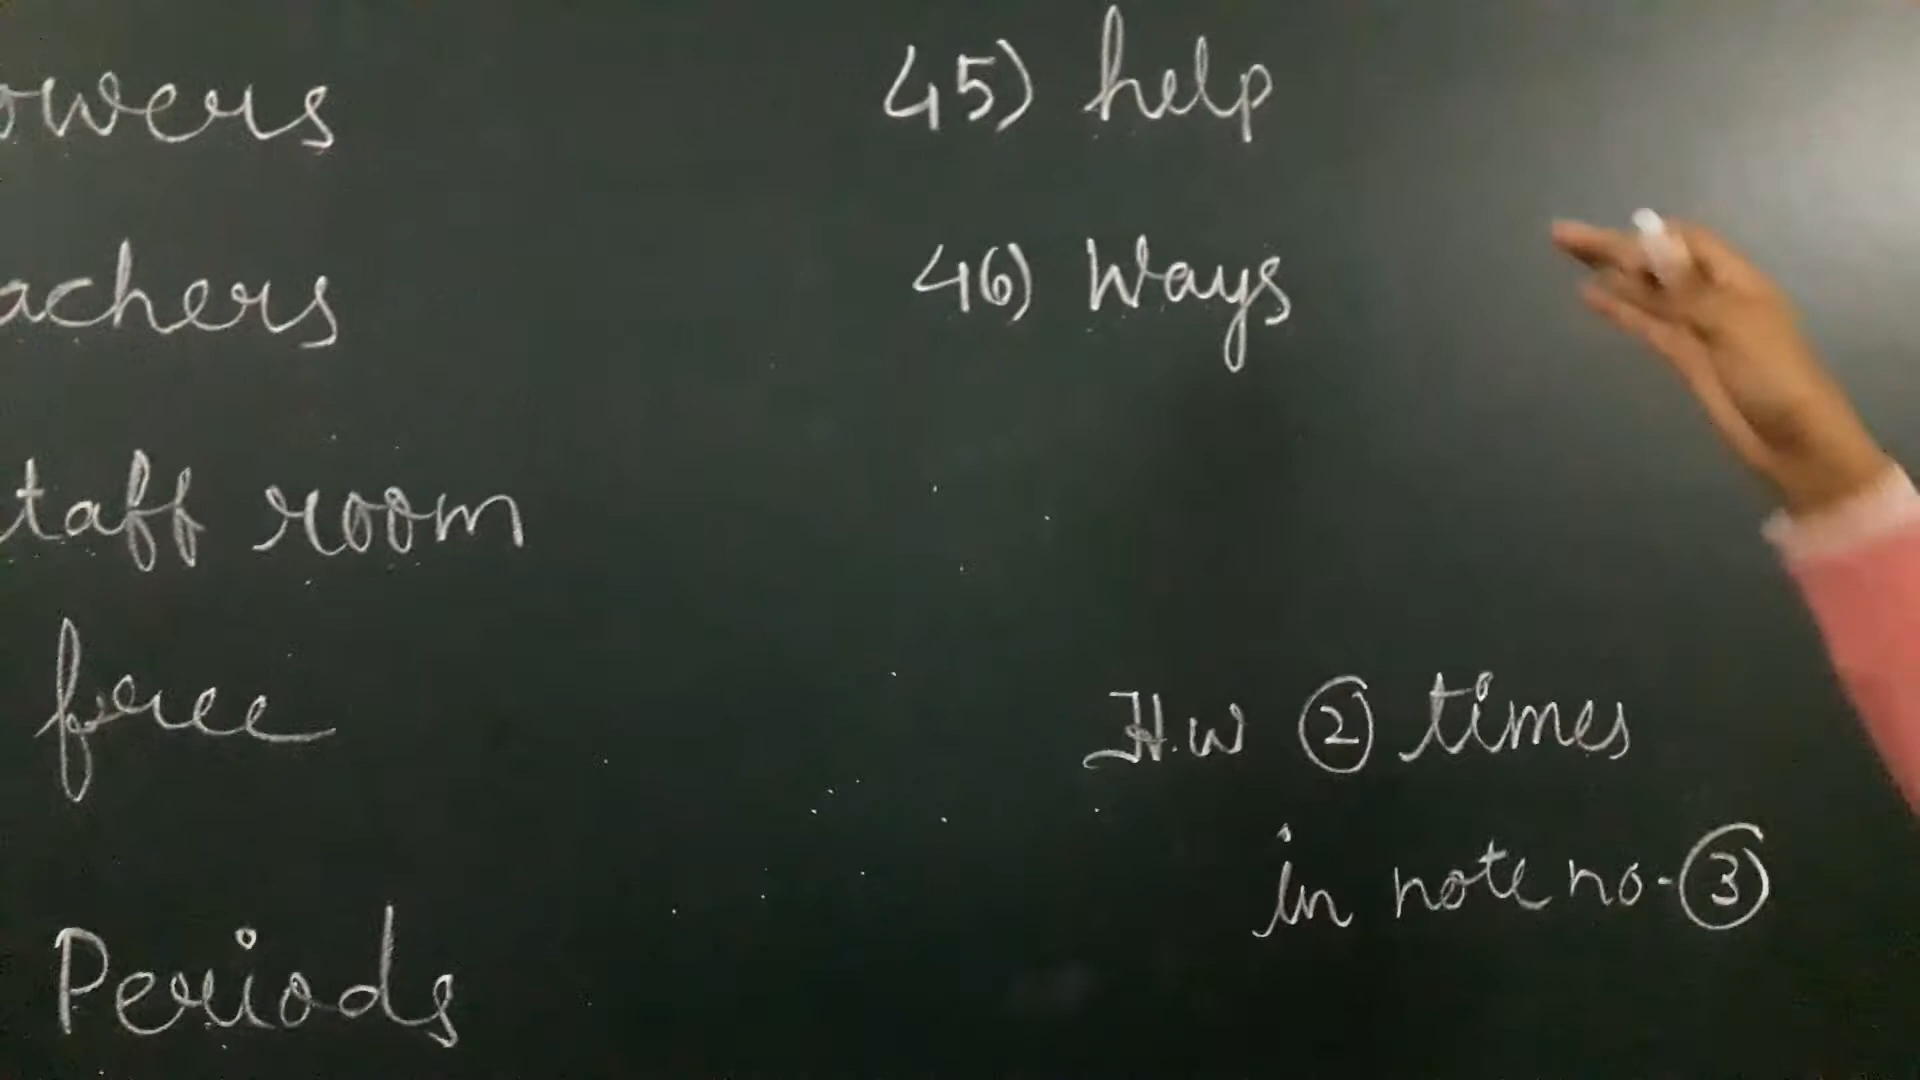 owers
achers
taff room
free
Periods
45) help
46) Ways
H.w ② times
in note no-③